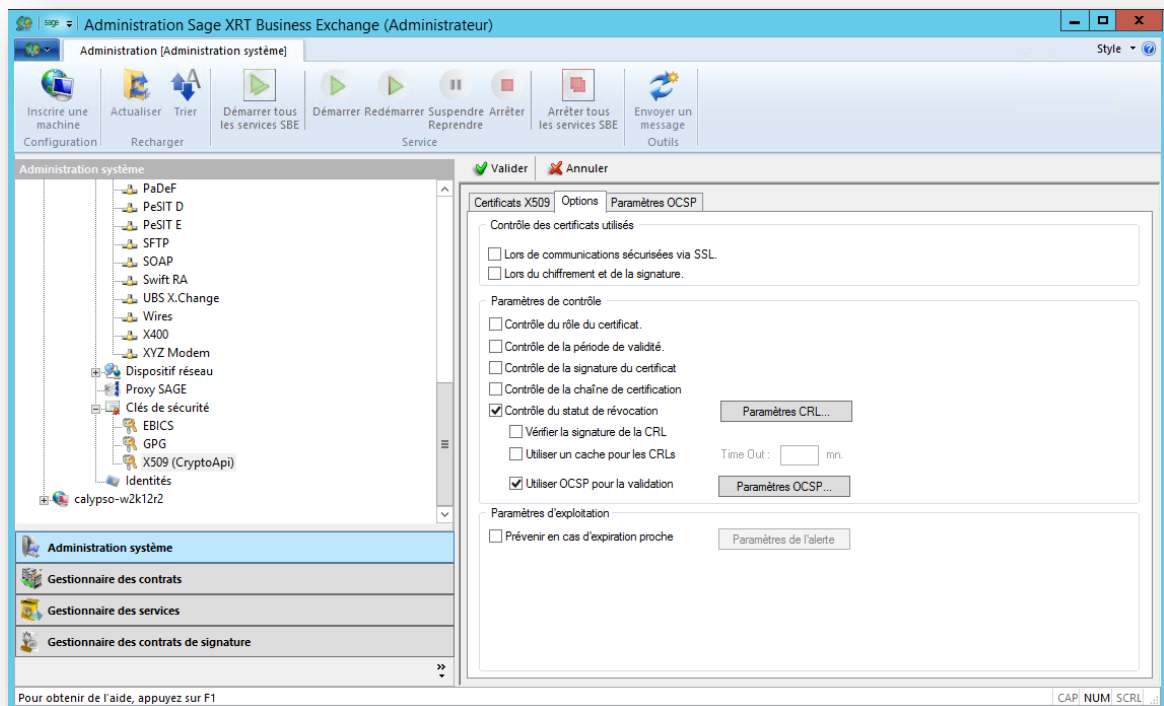 sage
Administration Sage XRT Business Exchange (Administrateur)
Administration [Administration système]
Style
Inscrire une machine
Actualiser
Trier
Démarrer tous les services SBE
Démarrer
Redémarrer
Suspendre Reprendre
Arrêter
Arrêter tous les services SBE
Envoyer un message
Configuration
Recharger
Service
Outils
Administration système
PaDeF
PeSIT D
PeSIT E
SFTP
SOAP
Swift RA
UBS X.Change
Wires
X400
XYZ Modem
Dispositif réseau
Proxy SAGE
Clés de sécurité
EBICS
GPG
X509 (CryptoApi)
Identités
calypso-w2k12r2
Administration système
Gestionnaire des contrats
Gestionnaire des services
Gestionnaire des contrats de signature
Valider
Annuler
Certificats X509
Options
Paramètres OCSP
Contrôle des certificats utilisés
Lors de communications sécurisées via SSL.
Lors du chiffrement et de la signature.
Paramètres de contrôle
Contrôle du rôle du certificat.
Contrôle de la période de validité.
Contrôle de la signature du certificat
Contrôle de la chaîne de certification
Contrôle du statut de révocation
Paramètres CRL...
Vérifier la signature de la CRL
Utiliser un cache pour les CRLs
Time Out : mn.
Utiliser OCSP pour la validation
Paramètres OCSP...
Paramètres d'exploitation
Prévenir en cas d'expiration proche
Paramètres de l'alerte
Pour obtenir de l'aide, appuyez sur F1
CAP NUM SCRL